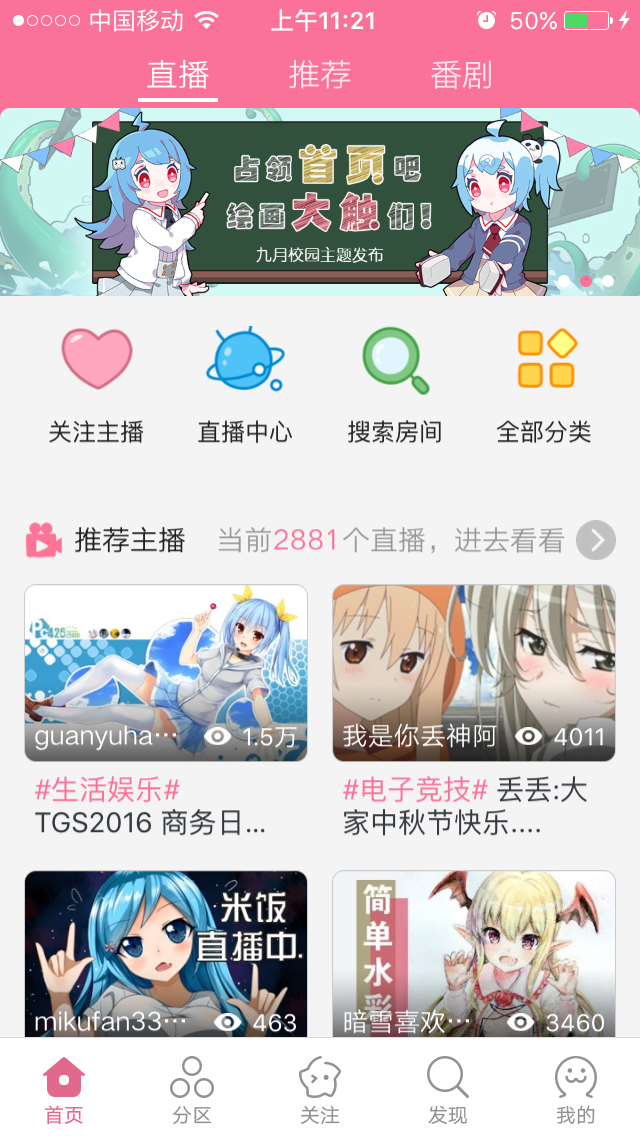 中国移动
上午11:21
50%
直播
推荐
番剧
占领首页吧
绘画大触们!
九月校园主题发布
关注主播
直播中心
搜索房间
全部分类
推荐主播
当前2881个直播，进去看看
guanyuha…
1.5万
我是你丢神阿
4011
#生活娱乐#
TGS2016 商务日...
#电子竞技# 丢丢:大
家中秋节快乐....
米饭
直播中.
mikufan33…
463
简单水彩
暗雪喜欢…
3460
首页
分区
关注
发现
我的